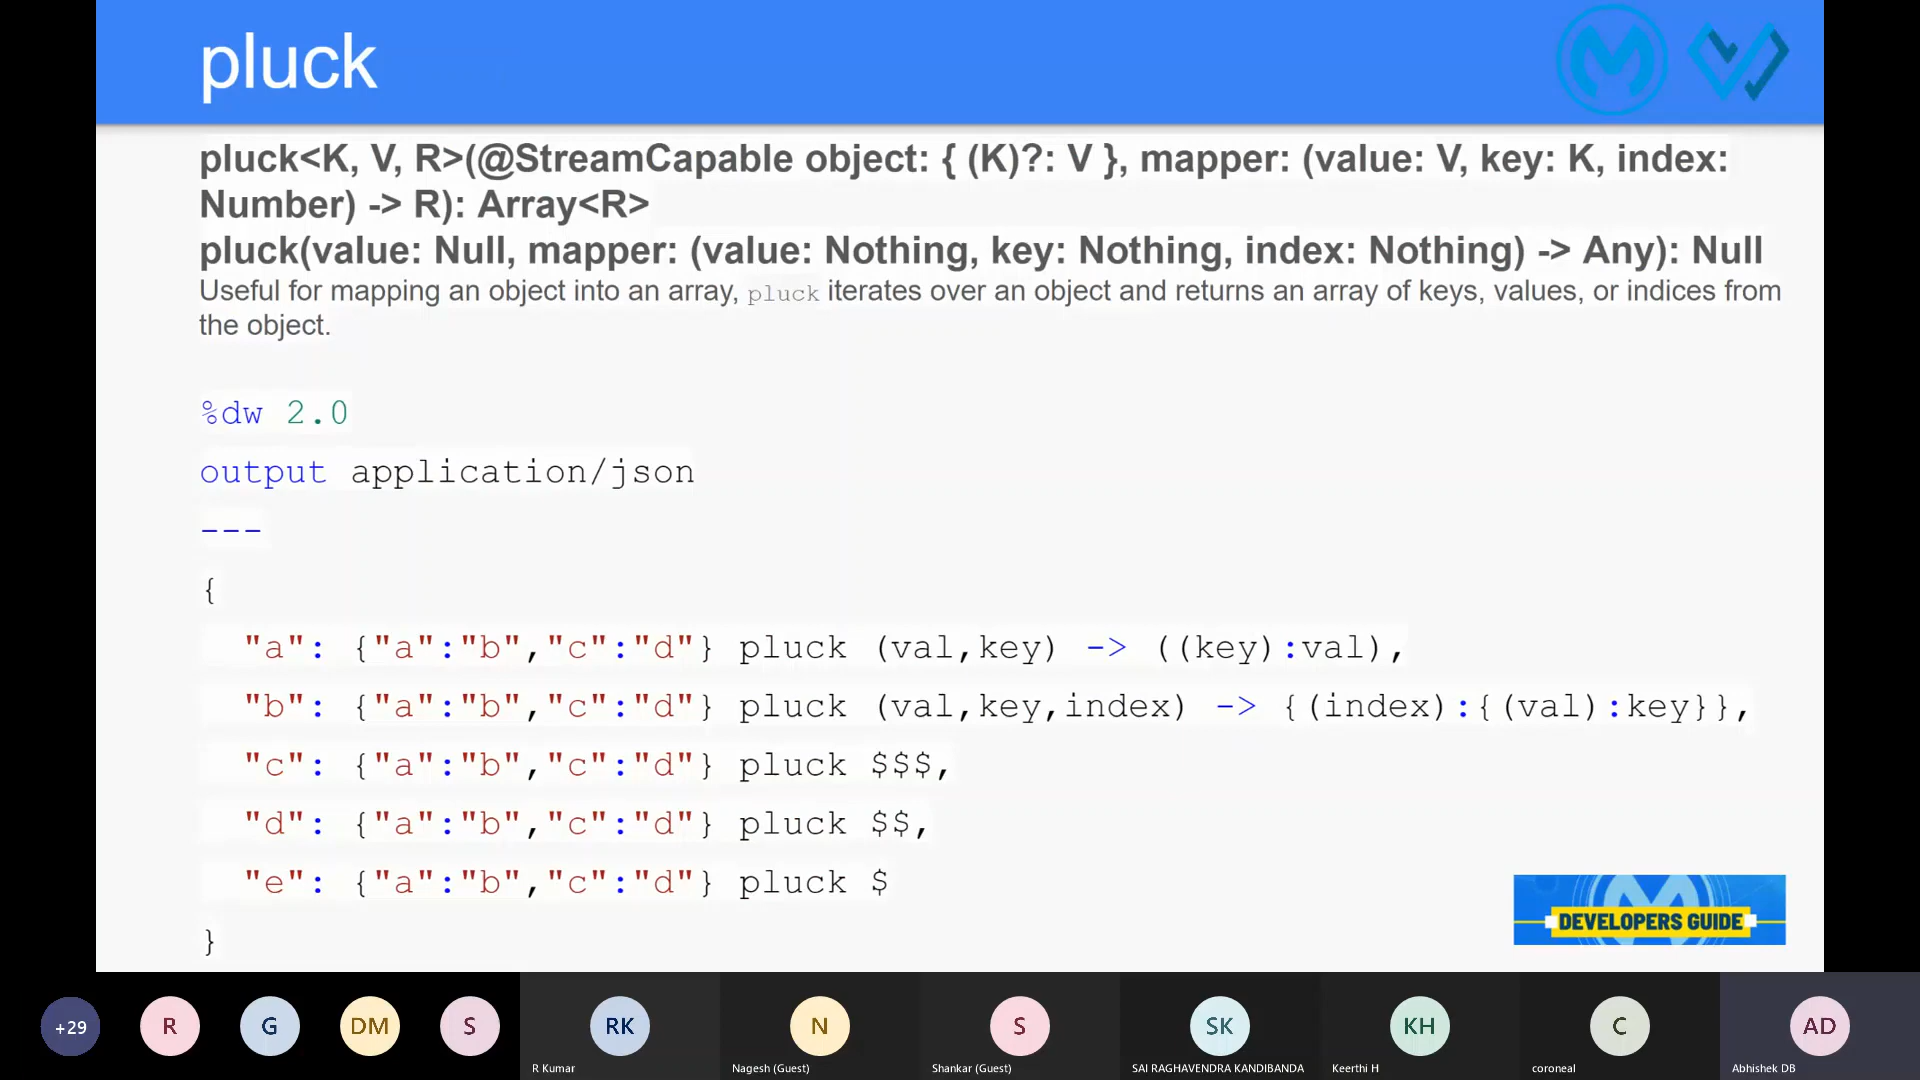 pluck
pluck<K, V, R>(@StreamCapable object: { (K)?: V }, mapper: (value: V, key: K, index:
Number) -> R): Array<R>
pluck(value: Null, mapper: (value: Nothing, key: Nothing, index: Nothing) -> Any): Null
Useful for mapping an object into an array, pluck iterates over an object and returns an array of keys, values, or indices from
the object.
%dw 2.0
output application/json
---
{
"a": {"a":"b","c":"d"} pluck (val,key) -> ((key):val),
"b": {"a":"b","c":"d"} pluck (val,key,index) -> {(index):{(val):key}},
"c": {"a":"b","c":"d"} pluck $$$,
"d": {"a":"b","c":"d"} pluck $$,
"e": {"a":"b","c":"d"} pluck $
}
DEVELOPERS GUIDE
+29 R G DM S RK N S SK KH C AD
R Kumar Nagesh (Guest) Shankar (Guest) SAI RAGHAVENDRA KANDIBANDA Keerthi H coroneal Abhishek DB